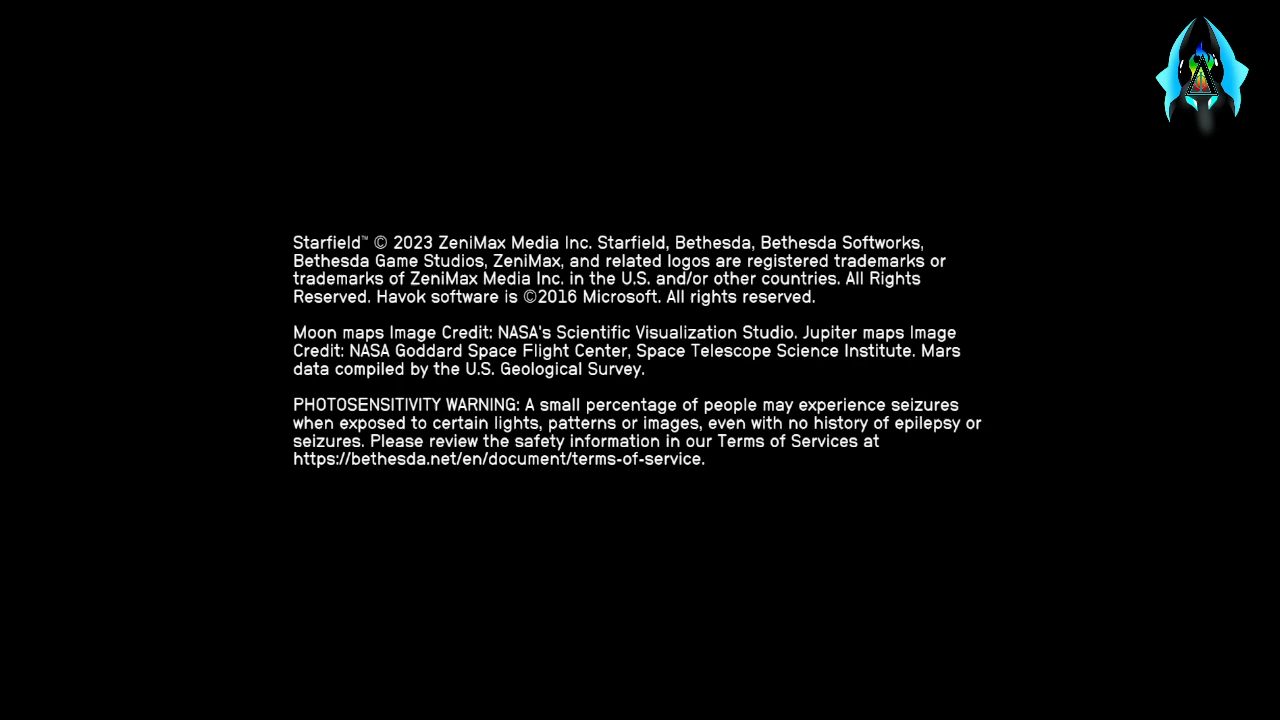 Starfield™ © 2023 ZeniMax Media Inc. Starfield, Bethesda, Bethesda Softworks,
Bethesda Game Studios, ZeniMax, and related logos are registered trademarks or
trademarks of ZeniMax Media Inc. in the U.S. and/or other countries. All Rights
Reserved. Havok software is ©2016 Microsoft. All rights reserved.
Moon maps Image Credit: NASA's Scientific Visualization Studio. Jupiter maps Image
Credit: NASA Goddard Space Flight Center, Space Telescope Science Institute. Mars
data compiled by the U.S. Geological Survey.
PHOTOSENSITIVITY WARNING: A small percentage of people may experience seizures
when exposed to certain lights, patterns or images, even with no history of epilepsy or
seizures. Please review the safety information in our Terms of Services at
https://bethesda.net/en/document/terms-of-service.